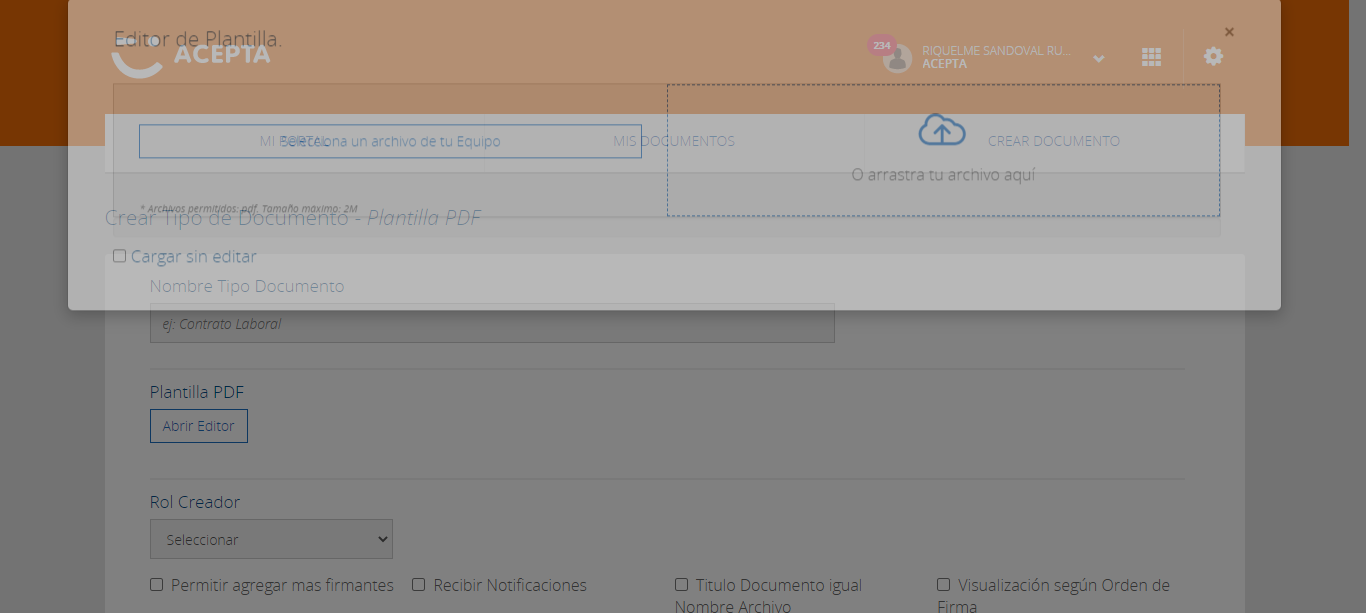 Editor de Plantilla.
×
ACEPTA
234
RIQUELME SANDOVAL RU...
ACEPTA
MI PORTAL
Selecciona un archivo de tu Equipo
MIS DOCUMENTOS
CREAR DOCUMENTO
O arrastra tu archivo aquí
* Archivos permitidos: pdf. Tamaño máximo: 2M
Crear Tipo de Documento - Plantilla PDF
Cargar sin editar
Nombre Tipo Documento
ej: Contrato Laboral
Plantilla PDF
Abrir Editor
Rol Creador
Seleccionar
Permitir agregar mas firmantes
Recibir Notificaciones
Titulo Documento igual
Nombre Archivo
Visualización según Orden de
Firma